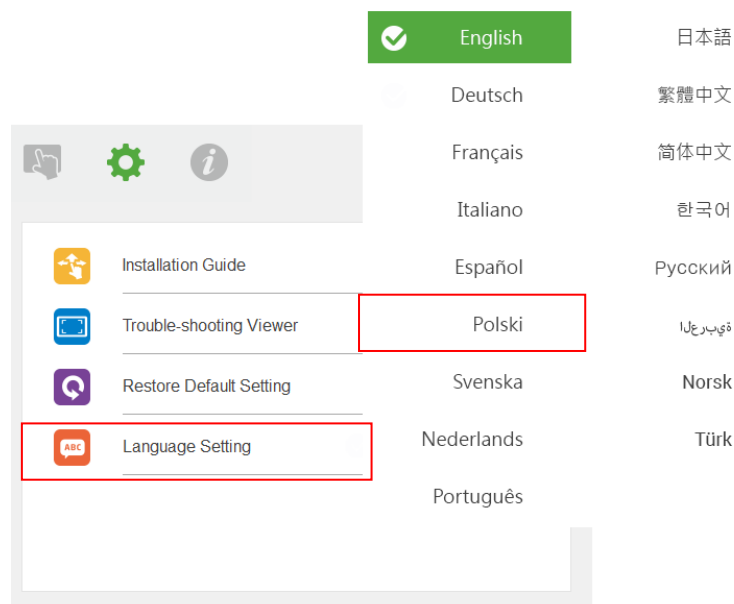 Installation Guide
Trouble-shooting Viewer
Restore Default Setting
ABC
Language Setting
English
Deutsch
Français
Italiano
Español
Polski
Svenska
Nederlands
Português
日本語
繁體中文
简体中文
한국어
Русский
ةيبرعلا
Norsk
Türk